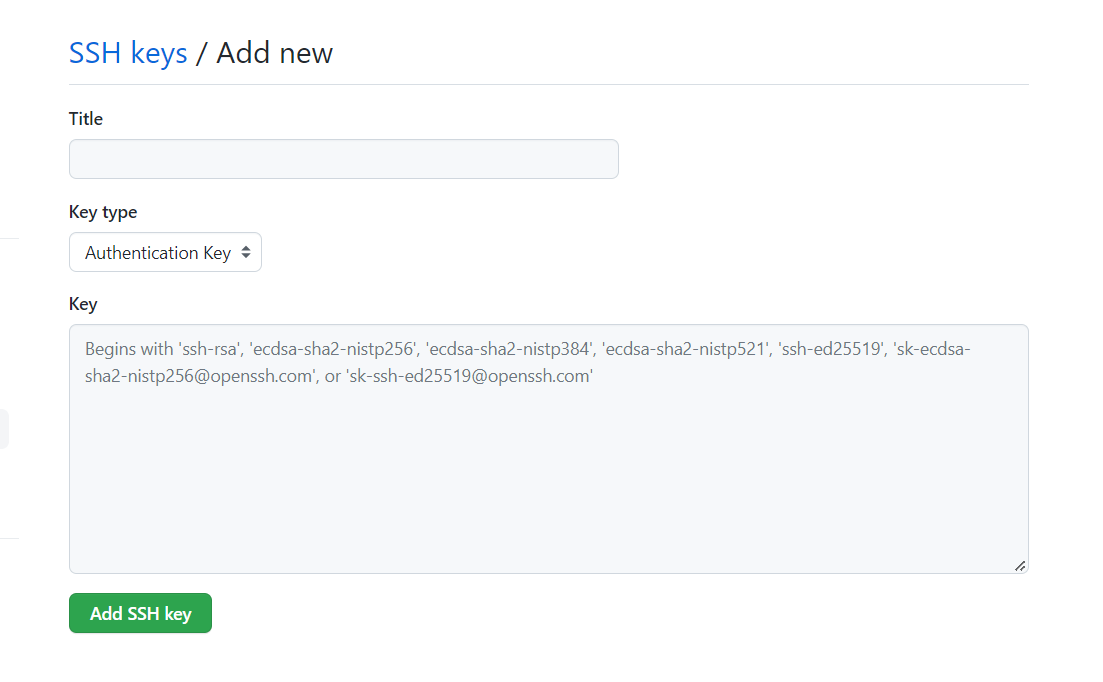 SSH keys / Add new
Title
Key type
Authentication Key
Key
Begins with 'ssh-rsa', 'ecdsa-sha2-nistp256', 'ecdsa-sha2-nistp384', 'ecdsa-sha2-nistp521', 'ssh-ed25519', 'sk-ecdsa-
sha2-nistp256@openssh.com', or 'sk-ssh-ed25519@openssh.com'
Add SSH key